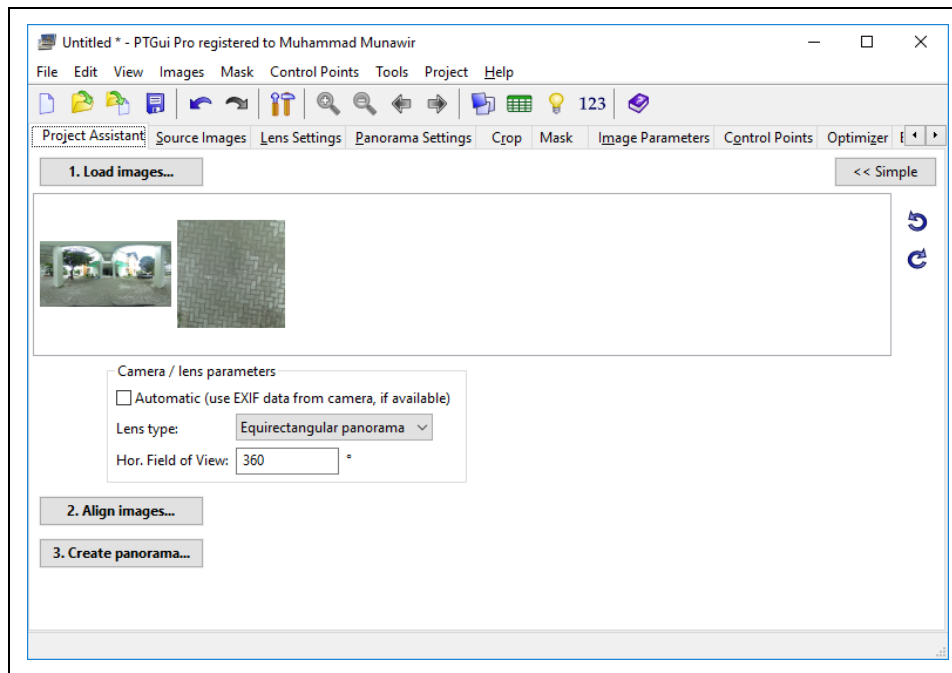 Untitled * - PTGui Pro registered to Muhammad Munawir
File Edit View Images Mask Control Points Tools Project Help
123
Project Assistant Source Images Lens Settings Panorama Settings Crop Mask Image Parameters Control Points Optimizer
1. Load images... << Simple
Camera / lens parameters
Automatic (use EXIF data from camera, if available)
Lens type: Equirectangular panorama
Hor. Field of View: 360 °
2. Align images...
3. Create panorama...